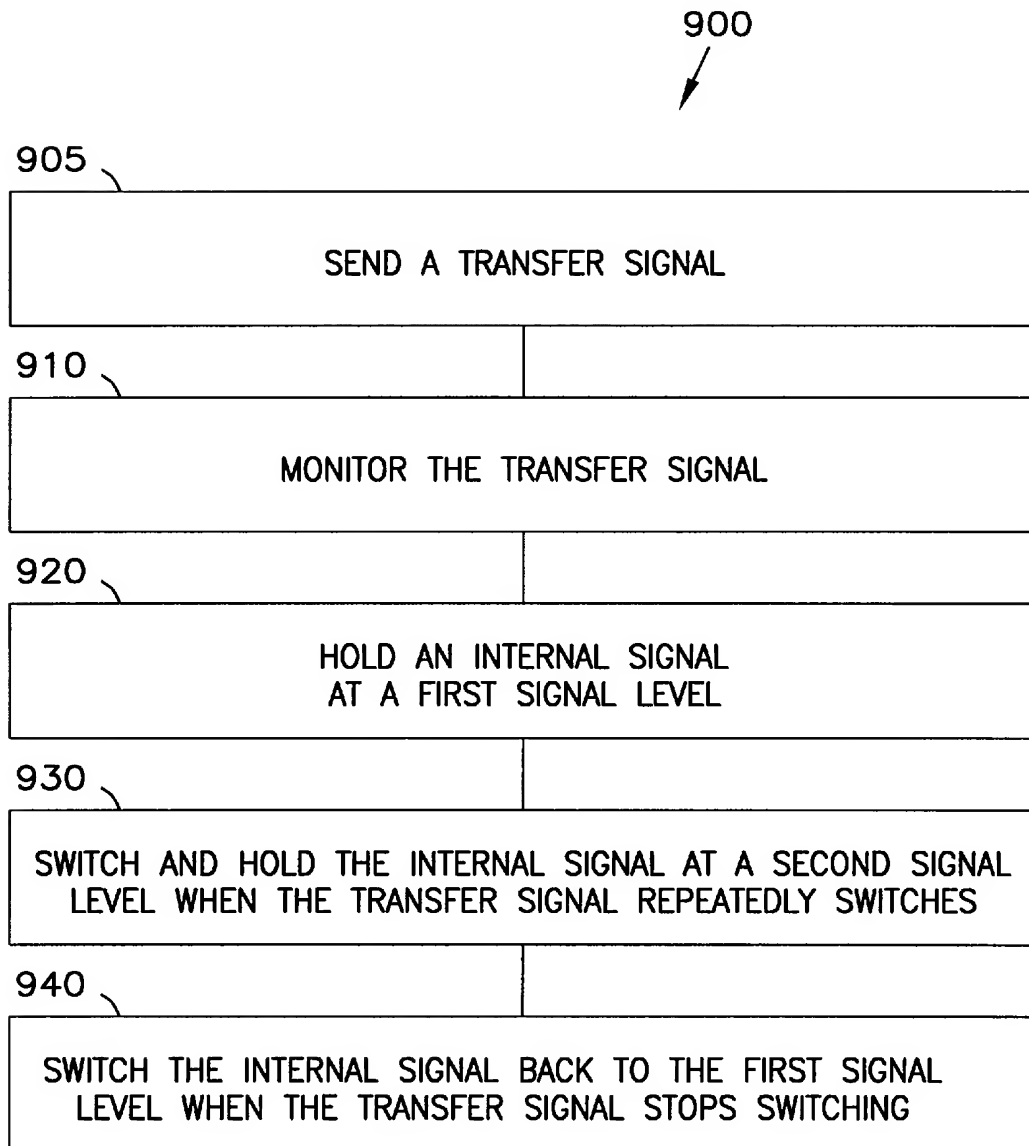 900
905
SEND A TRANSFER SIGNAL
910
MONITOR THE TRANSFER SIGNAL
920
HOLD AN INTERNAL SIGNAL
AT A FIRST SIGNAL LEVEL
930
SWITCH AND HOLD THE INTERNAL SIGNAL AT A SECOND SIGNAL
LEVEL WHEN THE TRANSFER SIGNAL REPEATEDLY SWITCHES
940
SWITCH THE INTERNAL SIGNAL BACK TO THE FIRST SIGNAL
LEVEL WHEN THE TRANSFER SIGNAL STOPS SWITCHING